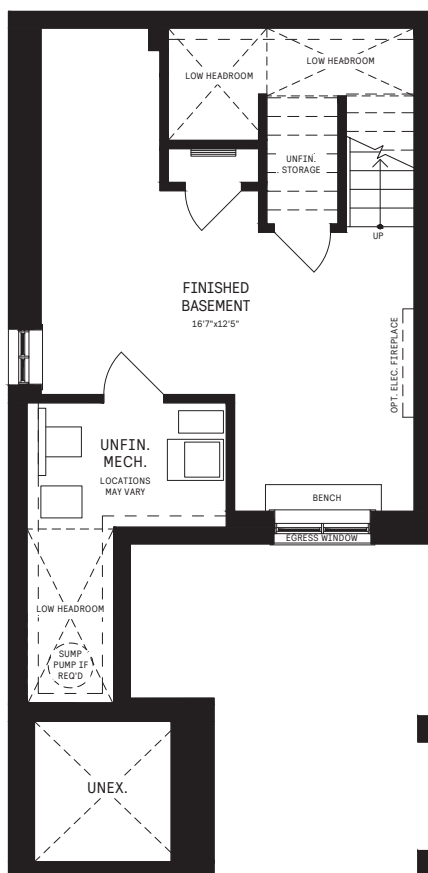 LOW HEADROOM
LOW HEADROOM
UNFIN.
STORAGE
UP
FINISHED
BASEMENT
16'7"x12'5"
OPT. ELEC. FIREPLACE
UNFIN.
MECH.
LOCATIONS
MAY VARY
BENCH
EGRESS WINDOW
LOW HEADROOM
SUMP
PUMP IF
REQ'D
UNEX.